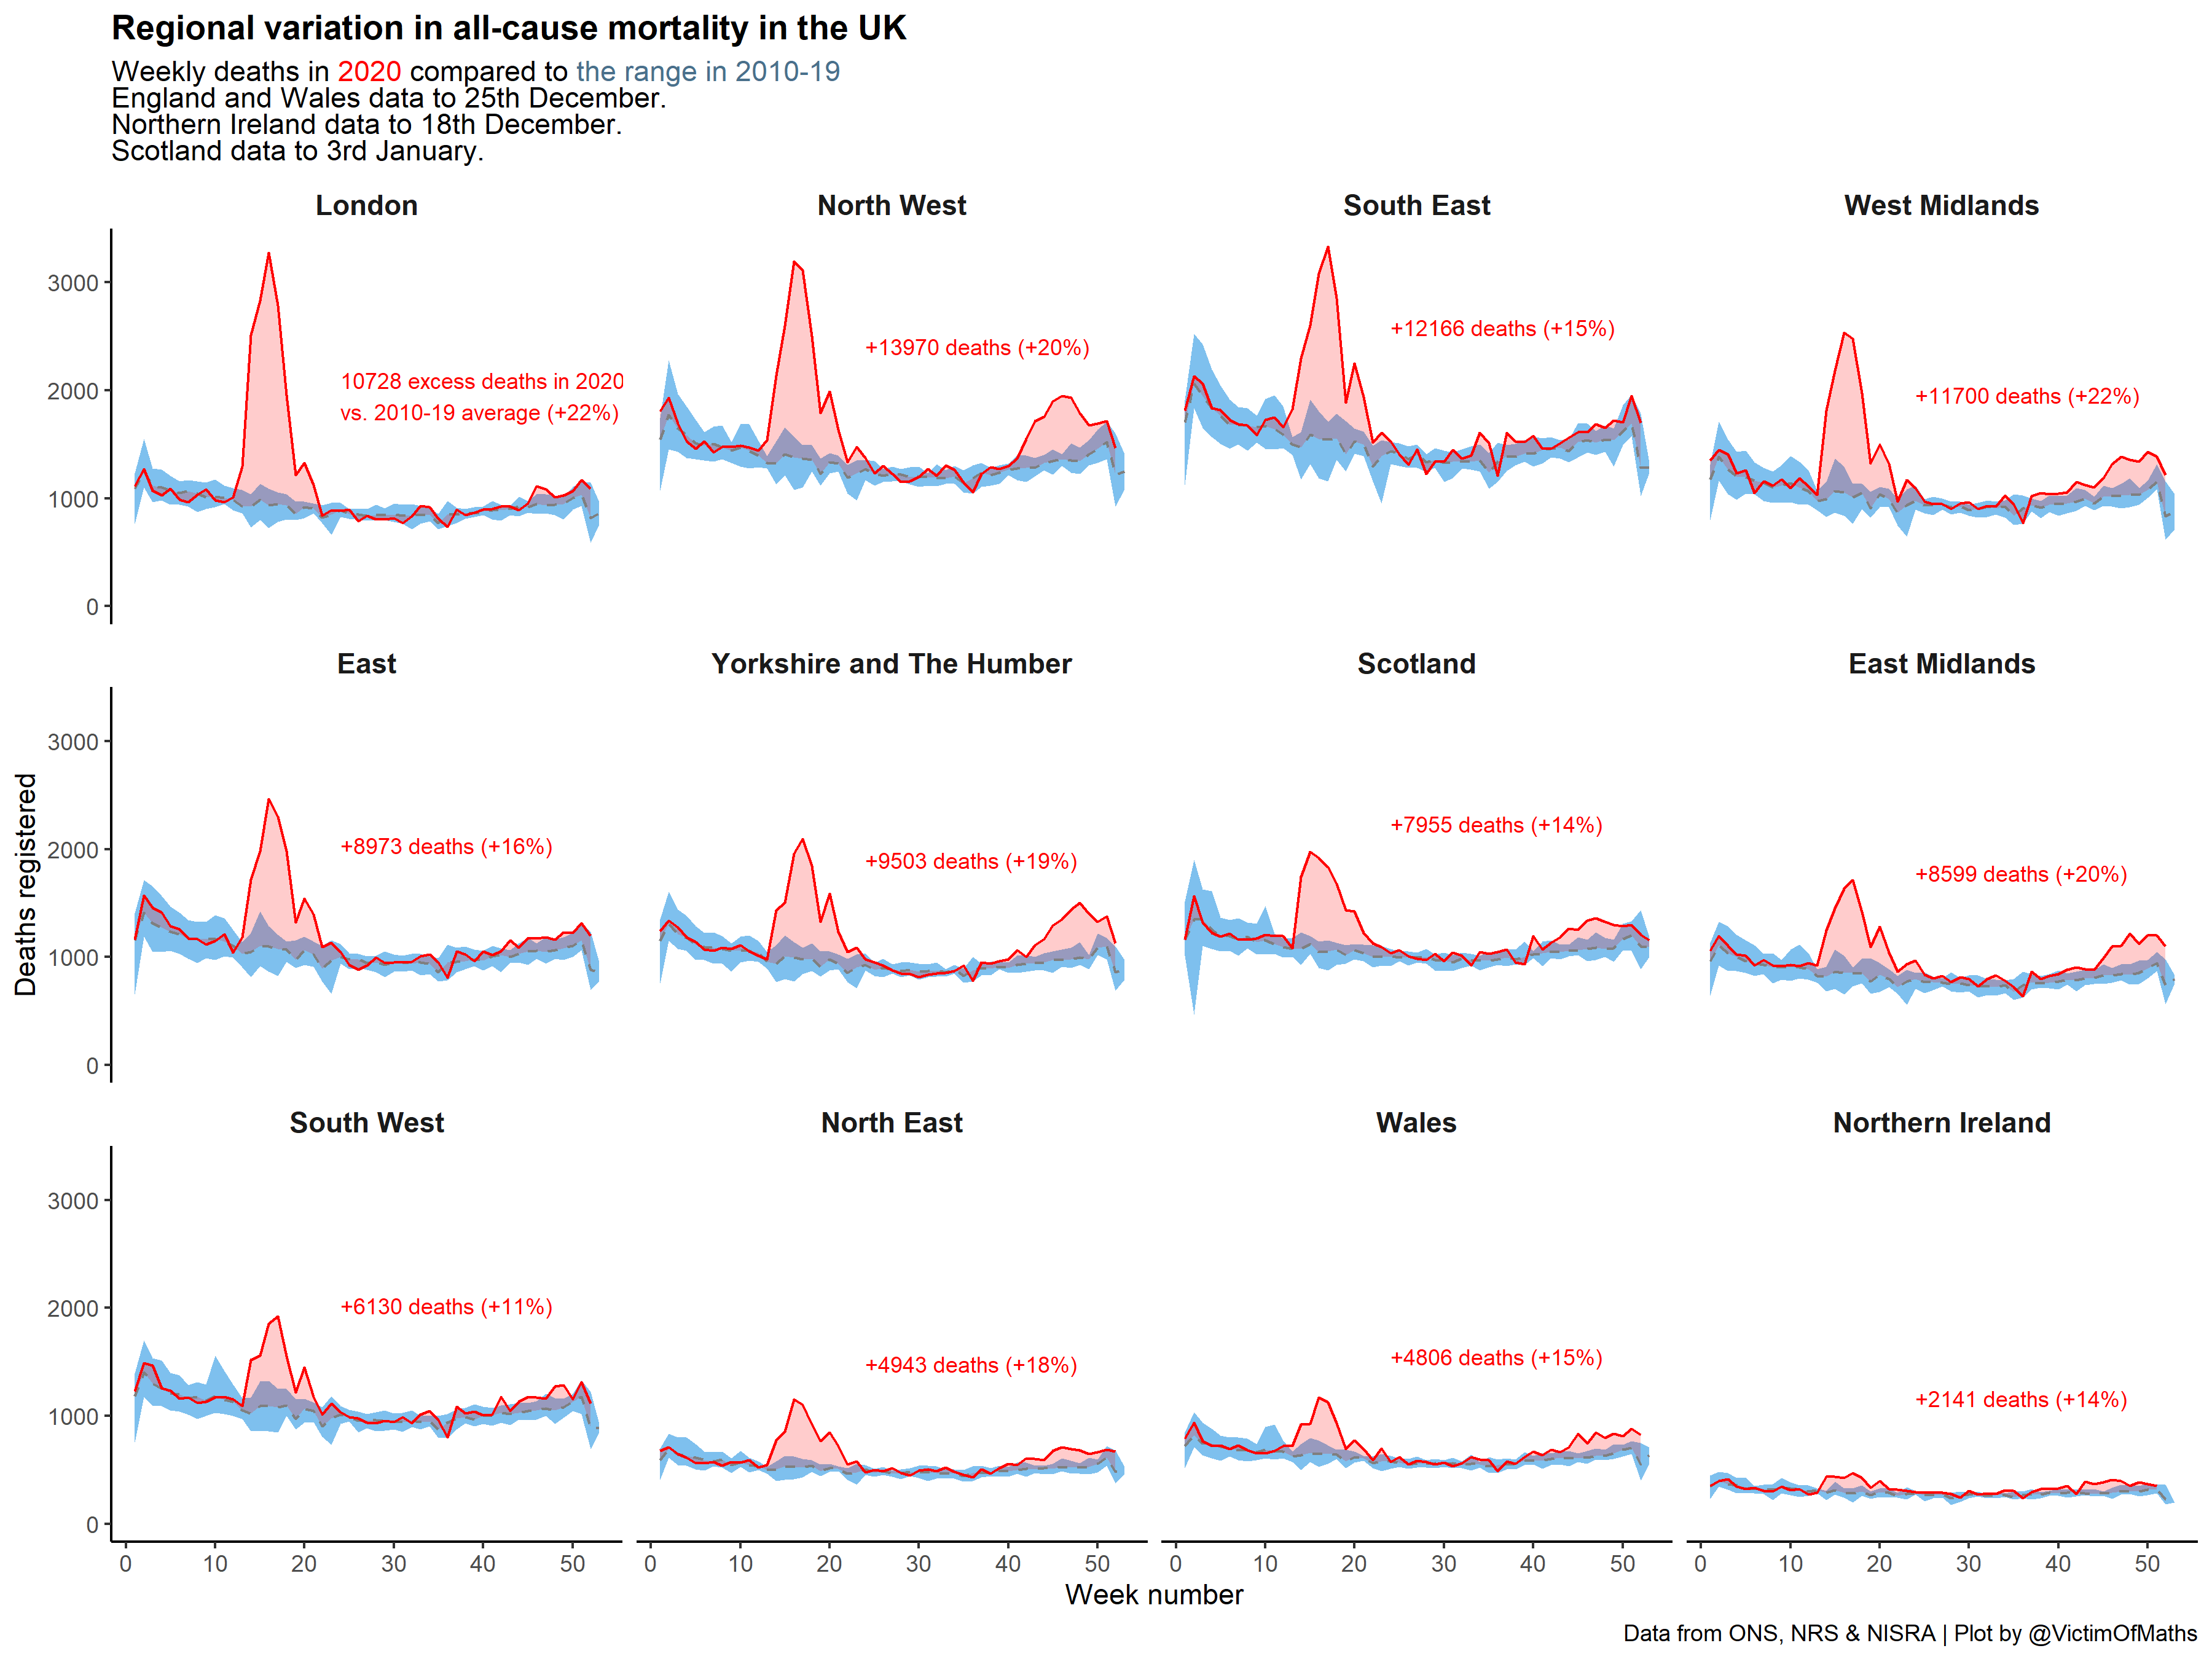 Regional variation in all-cause mortality in the UK
Weekly deaths in 2020 compared to the range in 2010-19
England and Wales data to 25th December.
Northern Ireland data to 18th December.
Scotland data to 3rd January.
London
North West
South East
West Midlands
3000
2000
1000
0
10728 excess deaths in 2020
vs. 2010-19 average (+22%)
+13970 deaths (+20%)
+12166 deaths (+15%)
+11700 deaths (+22%)
East
Yorkshire and The Humber
Scotland
East Midlands
Deaths registered
3000
2000
1000
0
+8973 deaths (+16%)
+9503 deaths (+19%)
+7955 deaths (+14%)
+8599 deaths (+20%)
South West
North East
Wales
Northern Ireland
3000
2000
1000
0
+6130 deaths (+11%)
+4943 deaths (+18%)
+4806 deaths (+15%)
+2141 deaths (+14%)
0 10 20 30 40 50
0 10 20 30 40 50
0 10 20 30 40 50
0 10 20 30 40 50
Week number
Data from ONS, NRS & NISRA | Plot by @VictimOfMaths